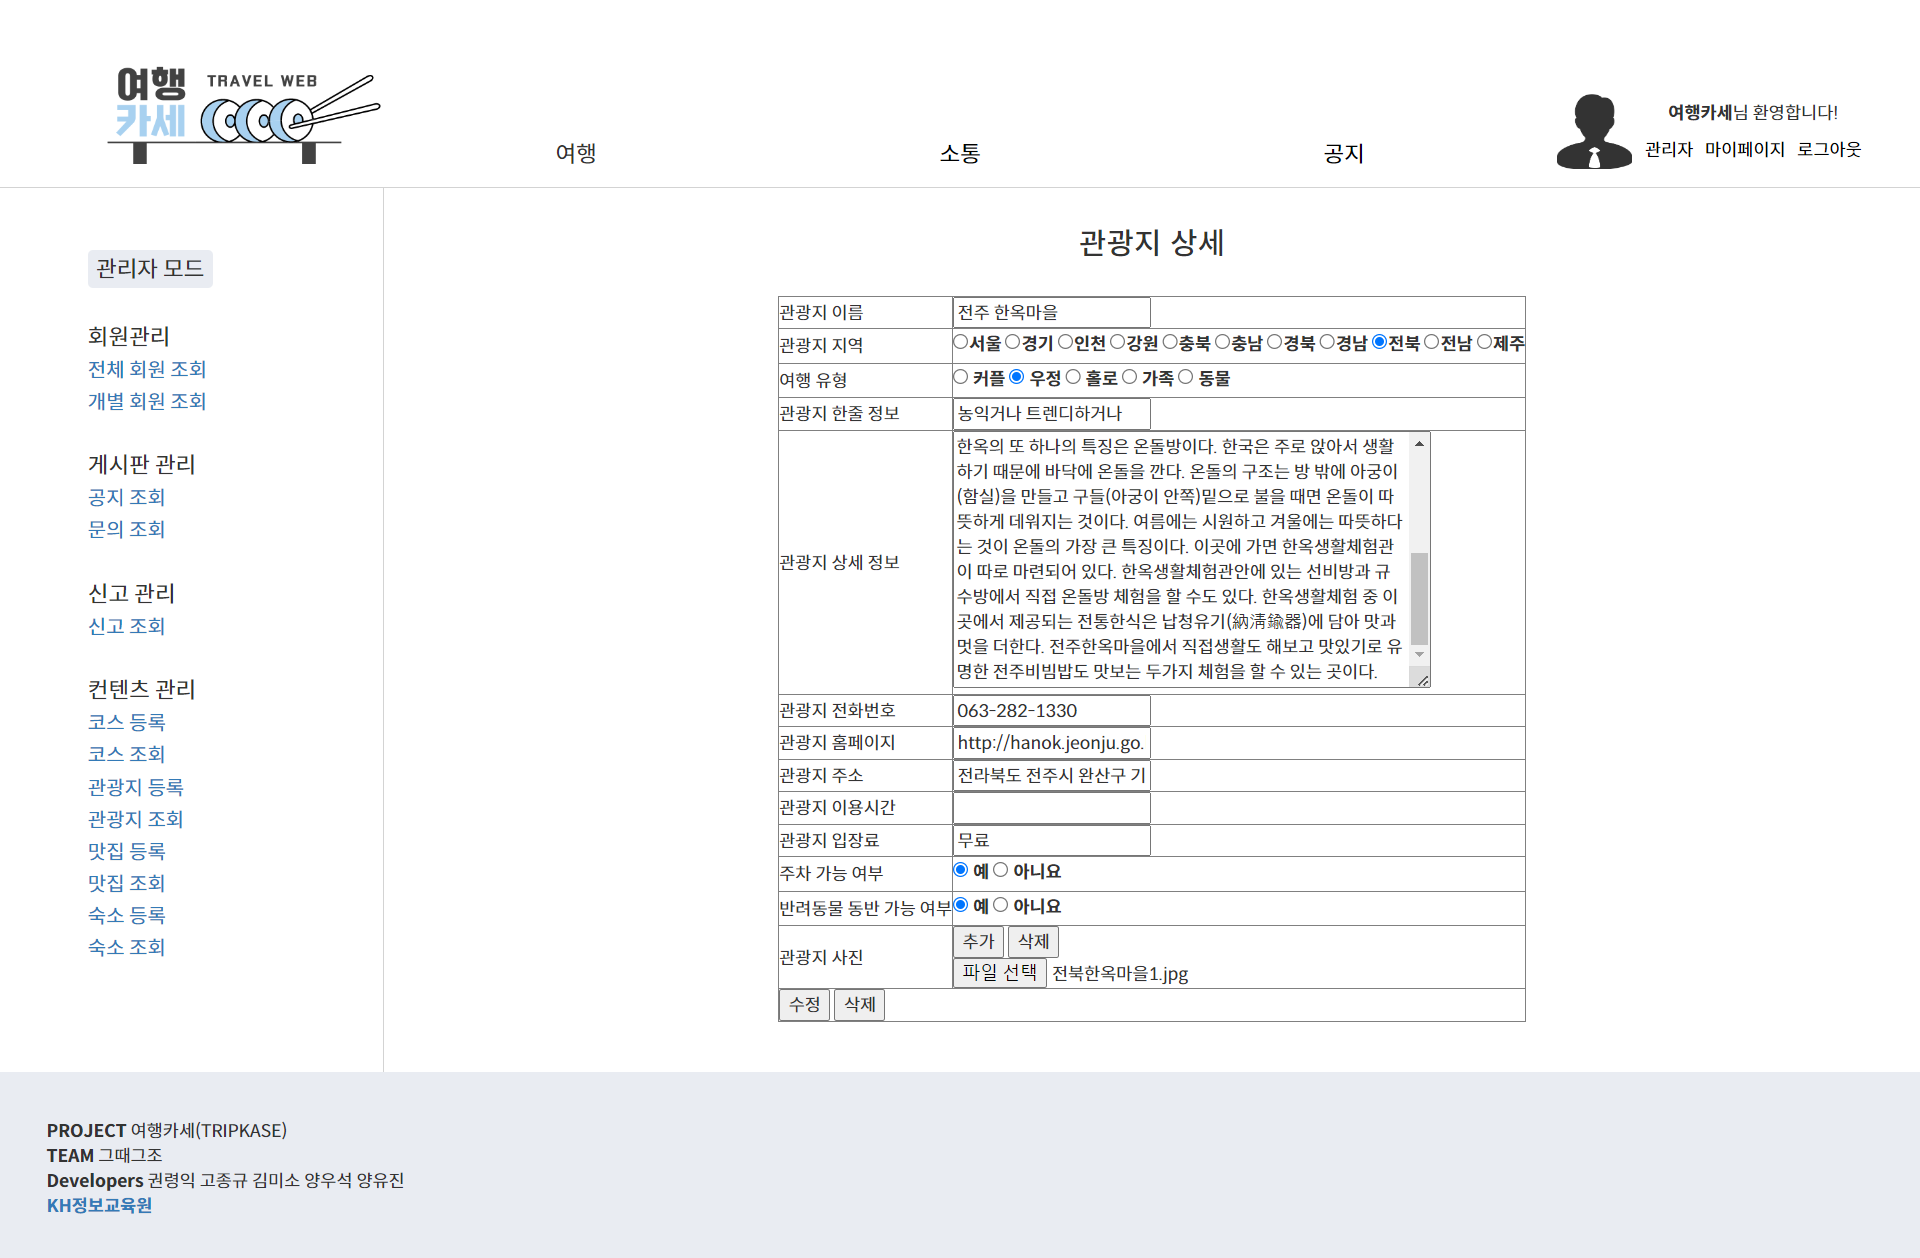 여행
TRAVEL WEB
카세
여행
소통
공지
여행카세님 환영합니다!
관리자 마이페이지 로그아웃
관리자 모드
회원관리
전체 회원 조회
개별 회원 조회
게시판 관리
공지 조회
문의 조회
신고 관리
신고 조회
컨텐츠 관리
코스 등록
코스 조회
관광지 등록
관광지 조회
맛집 등록
맛집 조회
숙소 등록
숙소 조회
관광지 상세
관광지 이름 전주 한옥마을
관광지 지역 서울 경기 인천 강원 충북 충남 경북 경남 전북 전남 제주
여행 유형 커플 우정 홀로 가족 동물
관광지 한줄 정보 농익거나 트렌디하거나
관광지 상세 정보
한옥의 또 하나의 특징은 온돌방이다. 한국은 주로 앉아서 생활
하기 때문에 바닥에 온돌을 깐다. 온돌의 구조는 방 밖에 아궁이
(함실)을 만들고 구들(아궁이 안쪽)밑으로 불을 때면 온돌이 따
뜻하게 데워지는 것이다. 여름에는 시원하고 겨울에는 따뜻하다
는 것이 온돌의 가장 큰 특징이다. 이곳에 가면 한옥생활체험관
이 따로 마련되어 있다. 한옥생활체험관안에 있는 선비방과 규
수방에서 직접 온돌방 체험을 할 수도 있다. 한옥생활체험 중 이
곳에서 제공되는 전통한식은 납청유기(納淸鍮器)에 담아 맛과
멋을 더한다. 전주한옥마을에서 직접생활도 해보고 맛있기로 유
명한 전주비빔밥도 맛보는 두가지 체험을 할 수 있는 곳이다.
관광지 전화번호 063-282-1330
관광지 홈페이지 http://hanok.jeonju.go.
관광지 주소 전라북도 전주시 완산구 기
관광지 이용시간
관광지 입장료 무료
주차 가능 여부 예 아니요
반려동물 동반 가능 여부 예 아니요
관광지 사진
추가 삭제
파일 선택 전북한옥마을1.jpg
수정 삭제
PROJECT 여행카세(TRIPKASE)
TEAM 그때그조
Developers 권령익 고종규 김미소 양우석 양유진
KH정보교육원